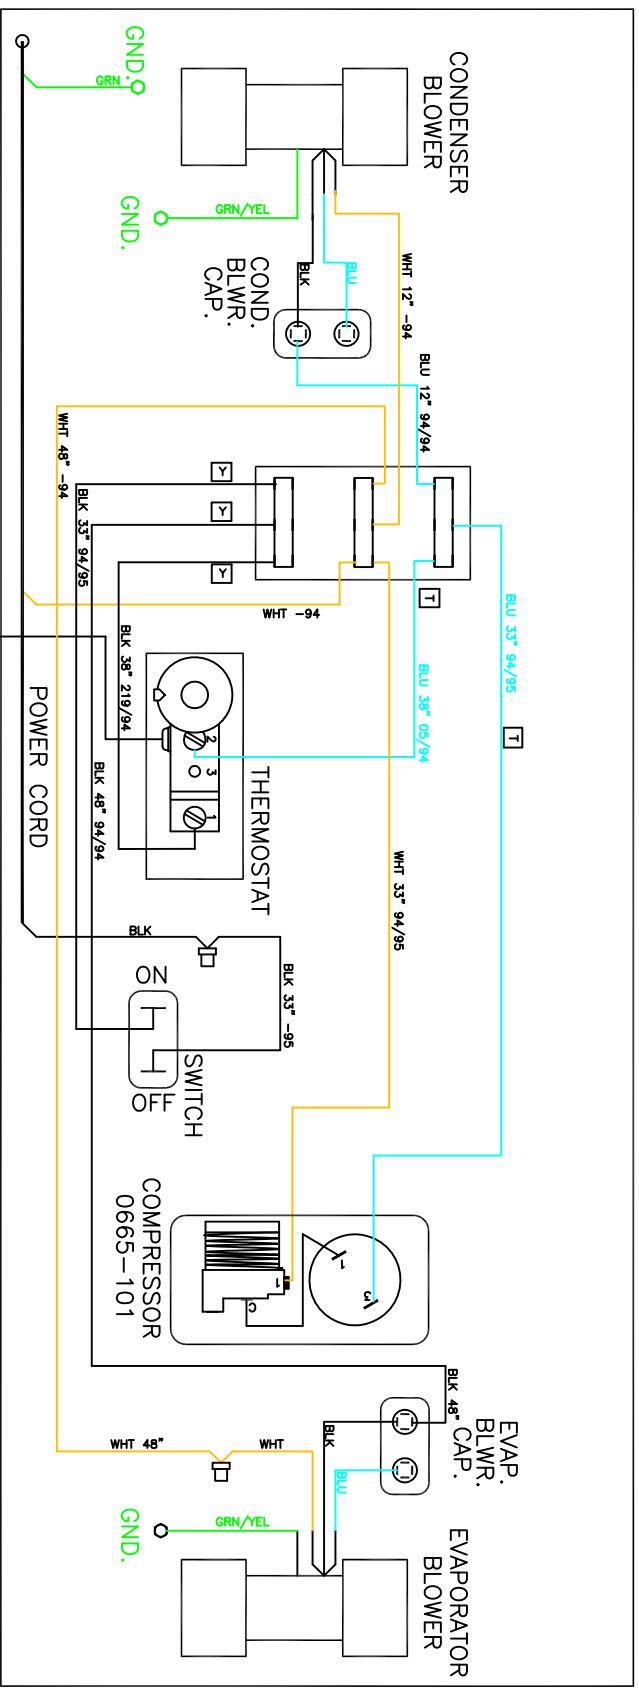 GND.
GRN
CONDENSER
BLOWER
GND.
GRN/YEL
COND.
BLWR.
CAP.
BLK
BLU
WHT 12" -94
BLU 12" 94/94
WHT 48" -94
BLK 33" 94/95
Y
Y
Y
T
WHT -94
BLU 33" 94/95
T
BLK 38" 219/94
BLU 38" 05/94
POWER CORD
THERMOSTAT
2
3
1
BLK 48" 94/94
WHT 33" 94/95
BLK
BLK 33" -95
ON
OFF
SWITCH
COMPRESSOR
0665-101
1
C
1
3
BLK 48"
EVAP.
BLWR.
CAP.
WHT 48"
WHT
BLK
BLU
GND.
GRN/YEL
EVAPORATOR
BLOWER